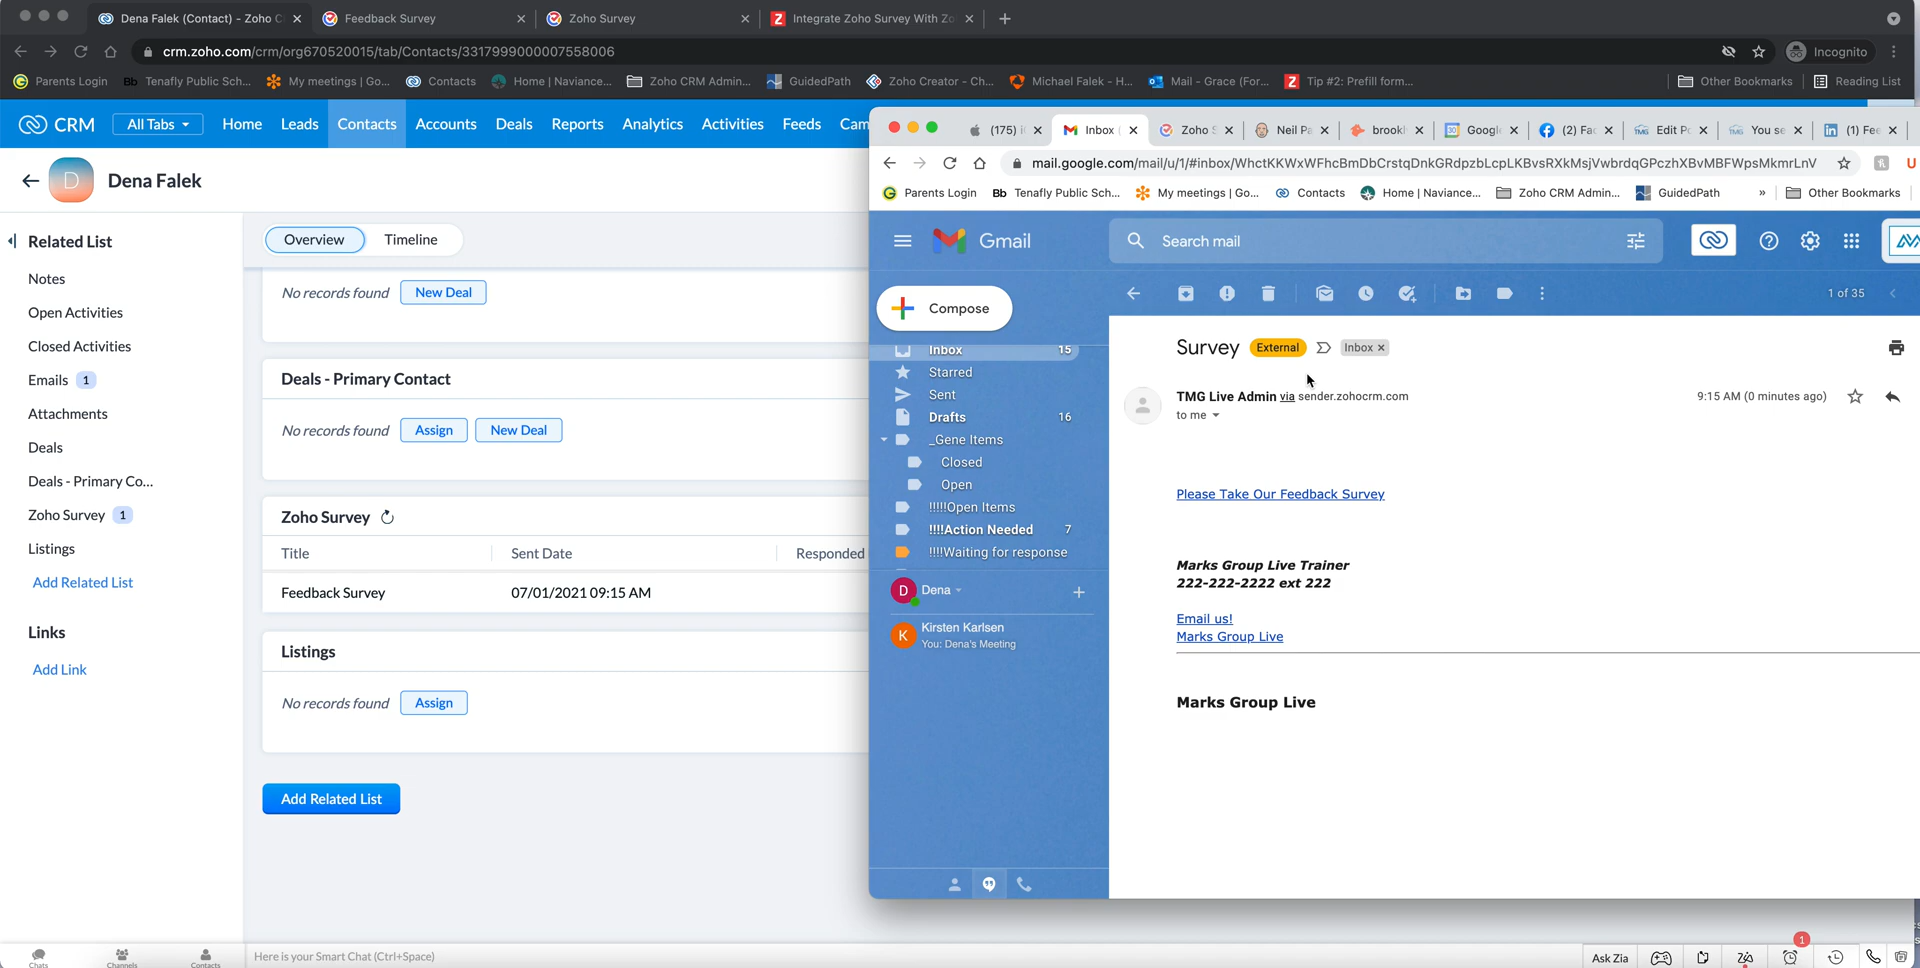 Dena Falek (Contact) - Zoho C
Feedback Survey
Zoho Survey
Integrate Zoho Survey With Zo
crm.zoho.com/crm/org670520015/tab/Contacts/3317999000007558006
Incognito
Parents Login
Bb Tenafly Public Sch...
My meetings | Go...
Contacts
Home | Naviance...
Zoho CRM Admin...
GuidedPath
Zoho Creator - Ch...
Michael Falek - H...
Mail - Grace (For...
Tip #2: Prefill form...
Other Bookmarks
Reading List
CRM
All Tabs
Home
Leads
Contacts
Accounts
Deals
Reports
Analytics
Activities
Feeds
Cam
D
Dena Falek
Related List
Notes
Open Activities
Closed Activities
Emails 1
Attachments
Deals
Deals - Primary Co...
Zoho Survey 1
Listings
Add Related List
Links
Add Link
Overview
Timeline
No records found
New Deal
Deals - Primary Contact
No records found
Assign
New Deal
Zoho Survey
Title
Sent Date
Responded
Feedback Survey
07/01/2021 09:15 AM
Listings
No records found
Assign
Add Related List
(175) i
Inbox (
Zoho S
Neil Pa
brookl
Google
(2) Fac
Edit Po
You se
(1) Fee
mail.google.com/mail/u/1/#inbox/WhctKKWxWFhcBmDbCrstqDnkGRdpzbLcpLKBvsRXkMsjVwbrdqGPczhXBvMBFWpsMkmrLnV
Parents Login
Bb Tenafly Public Sch...
My meetings | Go...
Contacts
Home | Naviance...
Zoho CRM Admin...
GuidedPath
»
Other Bookmarks
Gmail
Search mail
Compose
1 of 35
Inbox 15
Starred
Sent
Drafts 16
_Gene Items
Closed
Open
!!!!!Open Items
!!!!Action Needed 7
!!!!Waiting for response
D
Dena
K
Kirsten Karlsen
You: Dena's Meeting
Survey
External
Inbox
TMG Live Admin via sender.zohocrm.com
9:15 AM (0 minutes ago)
to me
Please Take Our Feedback Survey
Marks Group Live Trainer
222-222-2222 ext 222
Email us!
Marks Group Live
Marks Group Live
Chats
Channels
Contacts
Here is your Smart Chat (Ctrl+Space)
Ask Zia
1